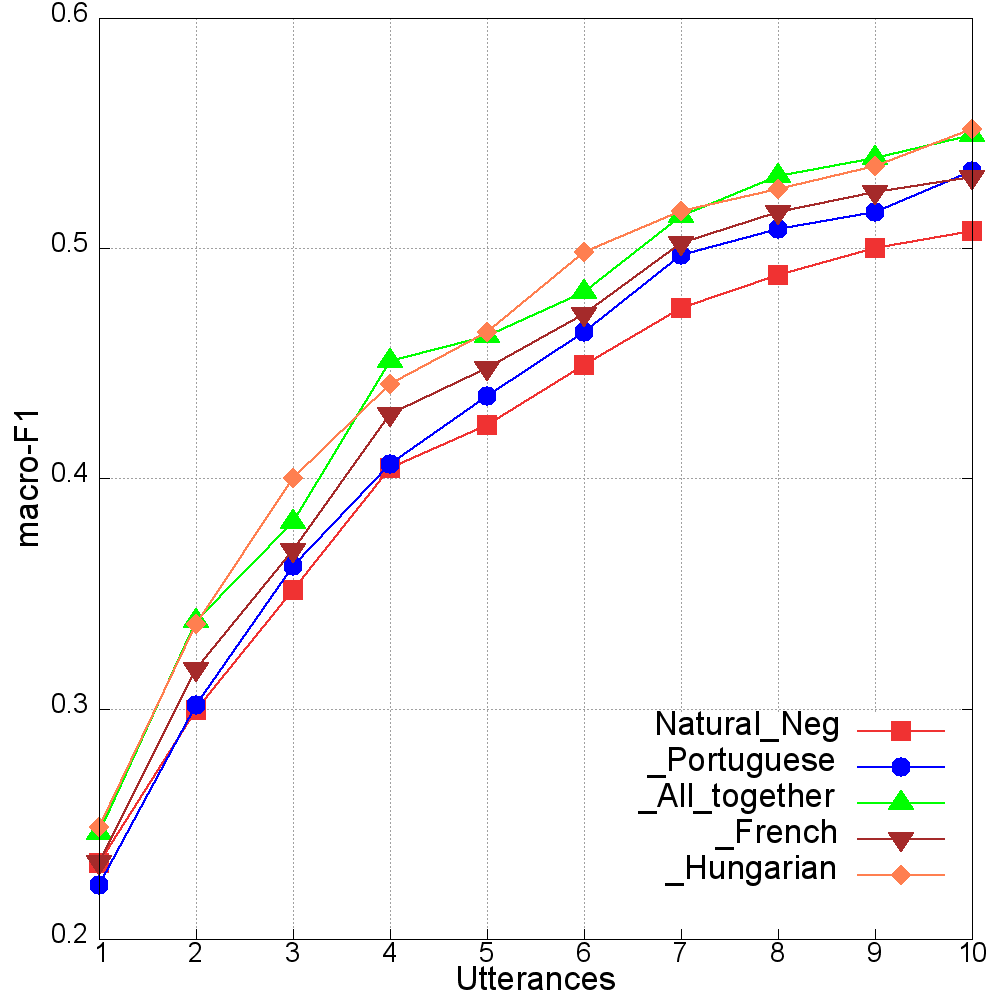 0.6
0.5
0.4
0.3
0.2
macro-F1
Natural_Neg
_Portuguese
_All_together
_French
_Hungarian
1 2 3 4 5 6 7 8 9 10
Utterances